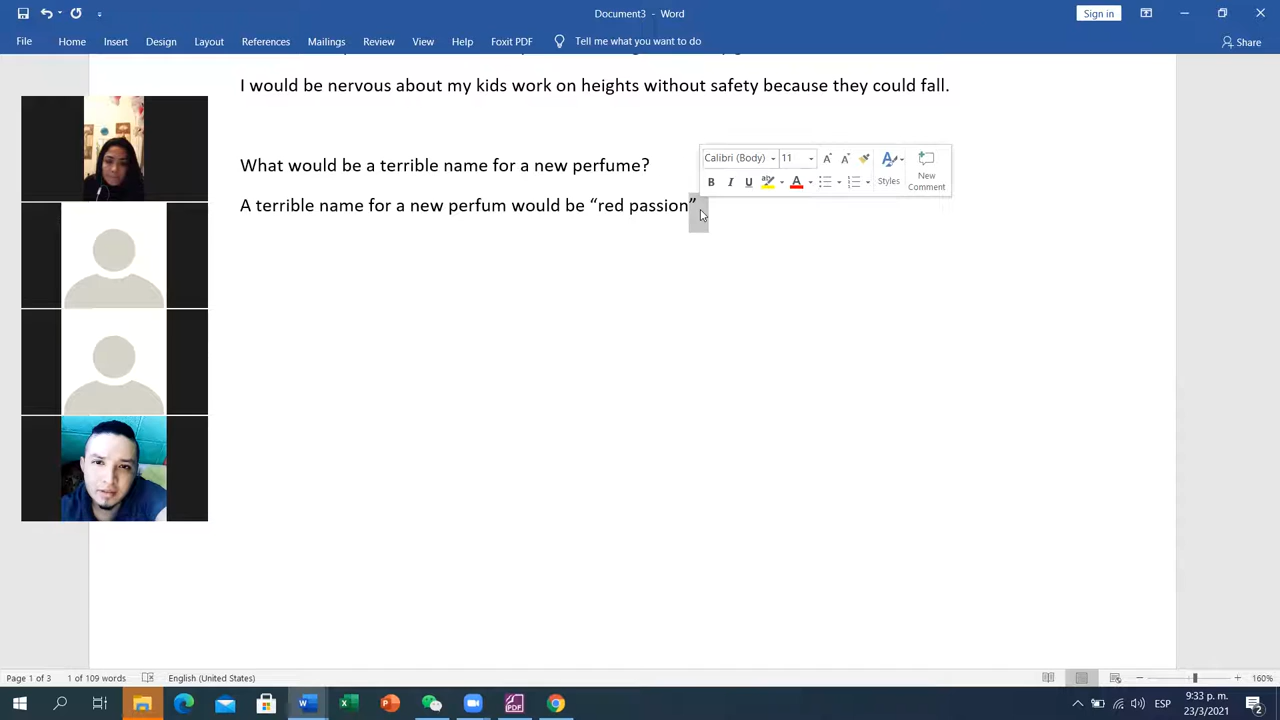 Document3 - Word
Sign in
File Home Insert Design Layout References Mailings Review View Help Foxit PDF Tell me what you want to do Share
I would be nervous about my kids work on heights without safety because they could fall.
What would be a terrible name for a new perfume?
Calibri (Body) 11
A terrible name for a new perfum would be “red passion”
Styles
New
Comment
Page 1 of 3 1 of 109 words English (United States) 160%
ESP
9:33 p. m.
23/3/2021